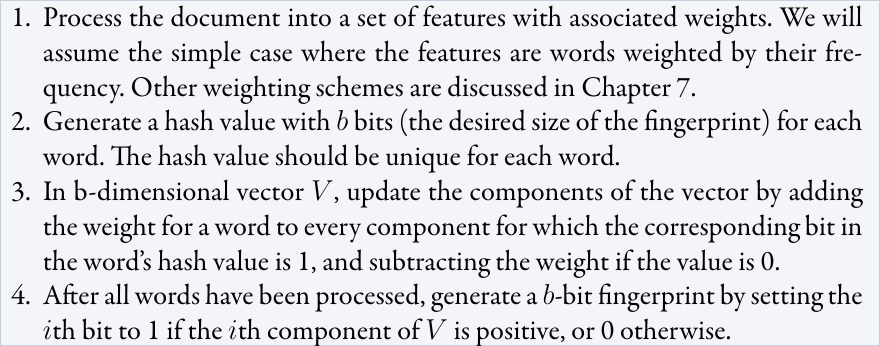 1. Process the document into a set of features with associated weights. We will
assume the simple case where the features are words weighted by their fre-
quency. Other weighting schemes are discussed in Chapter 7.
2. Generate a hash value with b bits (the desired size of the fingerprint) for each
word. The hash value should be unique for each word.
3. In b-dimensional vector V, update the components of the vector by adding
the weight for a word to every component for which the corresponding bit in
the word’s hash value is 1, and subtracting the weight if the value is 0.
4. After all words have been processed, generate a b-bit fingerprint by setting the
ith bit to 1 if the ith component of V is positive, or 0 otherwise.